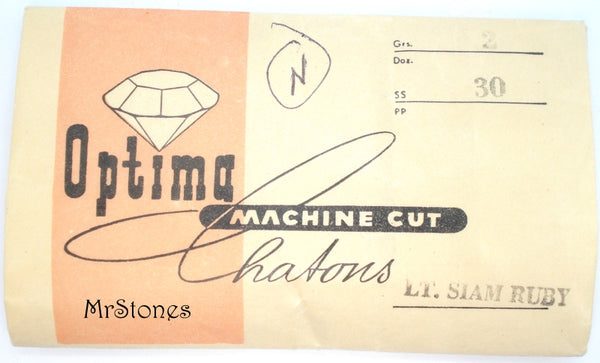 Grs. 2
Doz.
SS 30
PP
N
Optima
MACHINE CUT
Chatons
LT. SIAM RUBY
MrStones